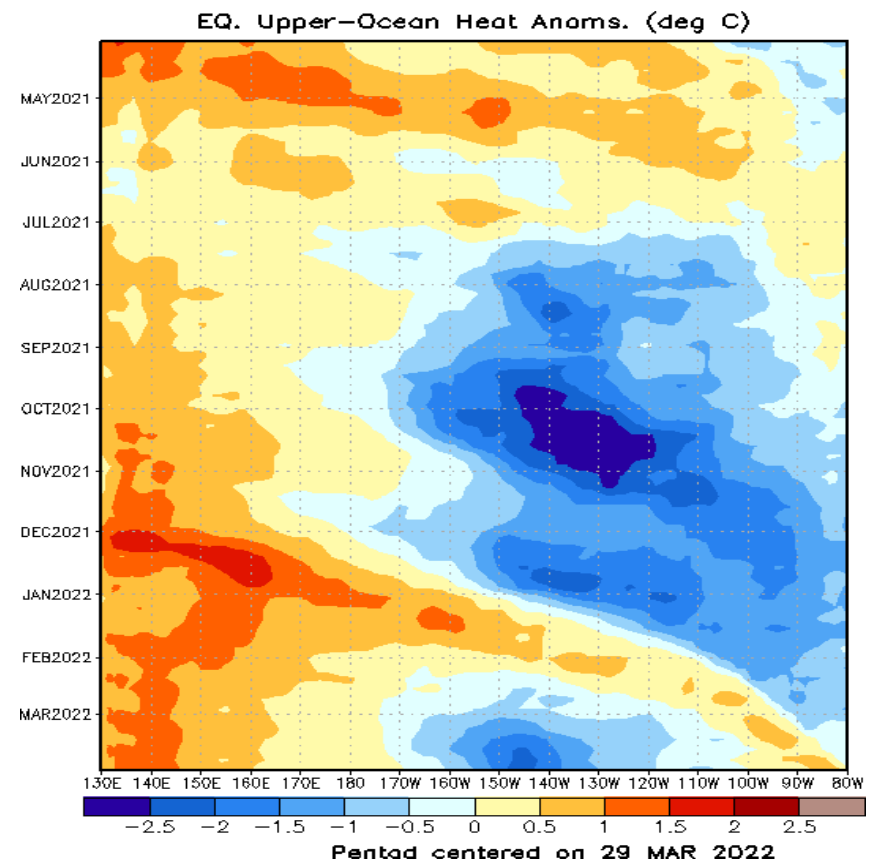 EQ. Upper-Ocean Heat Anoms. (deg C)
MAY2021
JUN2021
JUL2021
AUG2021
SEP2021
OCT2021
NOV2021
DEC2021
JAN2022
FEB2022
MAR2022
130E 140E 150E 160E 170E 180 170W 160W 150W 140W 130W 120W 110W 100W 90W 80W
-2.5 -2 -1.5 -1 -0.5 0 0.5 1 1.5 2 2.5
Pentad centered on 29 MAR 2022